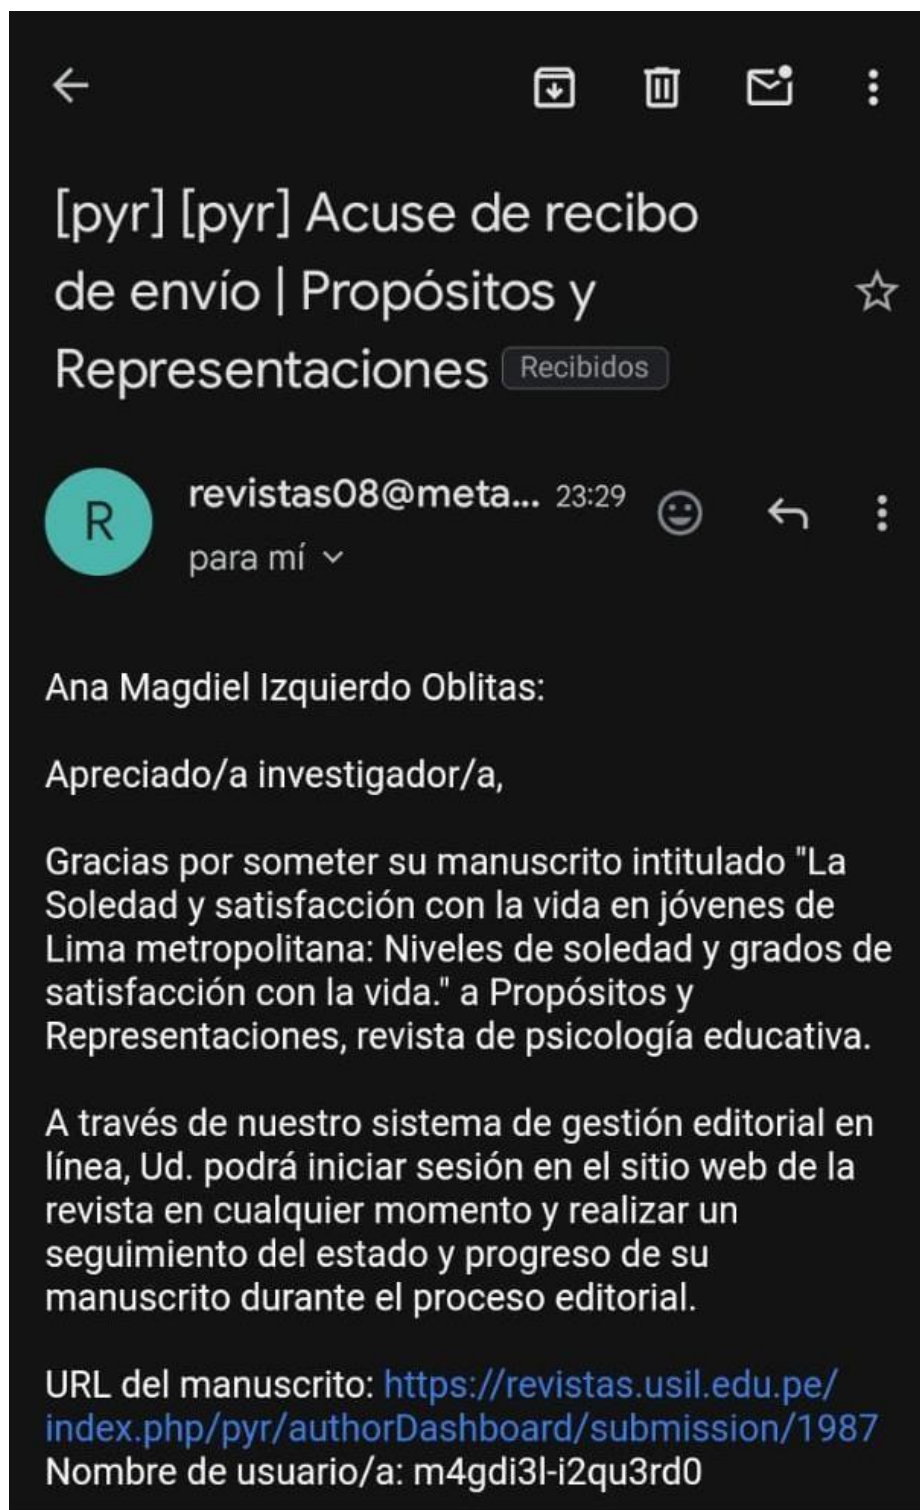 [pyr] [pyr] Acuse de recibo
de envío | Propósitos y
Representaciones Recibidos
R
revistas08@meta... 23:29
para mí
Ana Magdiel Izquierdo Oblitas:
Apreciado/a investigador/a,
Gracias por someter su manuscrito intitulado "La
Soledad y satisfacción con la vida en jóvenes de
Lima metropolitana: Niveles de soledad y grados de
satisfacción con la vida." a Propósitos y
Representaciones, revista de psicología educativa.
A través de nuestro sistema de gestión editorial en
línea, Ud. podrá iniciar sesión en el sitio web de la
revista en cualquier momento y realizar un
seguimiento del estado y progreso de su
manuscrito durante el proceso editorial.
URL del manuscrito: https://revistas.usil.edu.pe/
index.php/pyr/authorDashboard/submission/1987
Nombre de usuario/a: m4gdi3l-i2qu3rd0